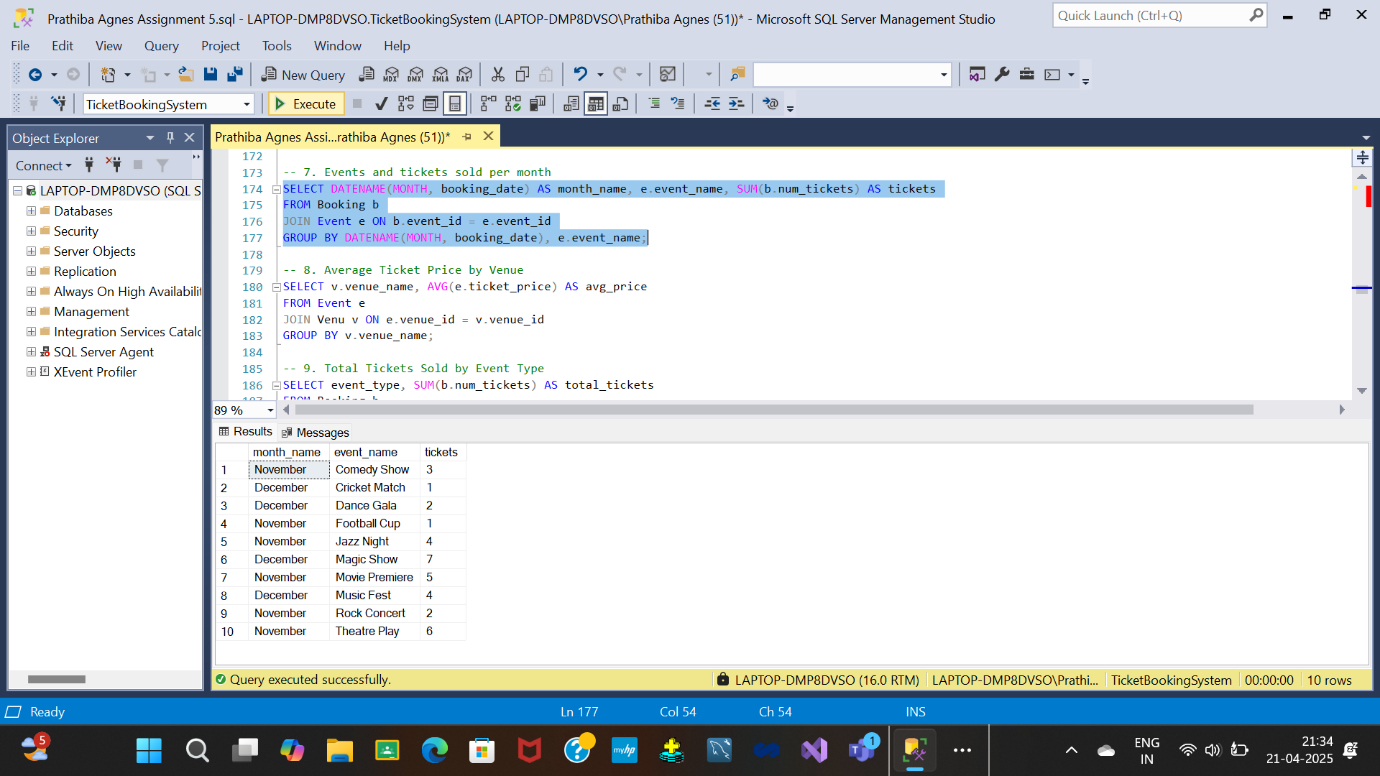 Prathiba Agnes Assignment 5.sql - LAPTOP-DMP8DVSO.TicketBookingSystem (LAPTOP-DMP8DVSO\Prathiba Agnes (51))* - Microsoft SQL Server Management Studio
Quick Launch (Ctrl+Q)
File Edit View Query Project Tools Window Help
New Query MDX DMX XMLA DAX
TicketBookingSystem Execute
Object Explorer
Prathiba Agnes Assi...rathiba Agnes (51))*
Connect
LAPTOP-DMP8DVSO (SQL S
Databases
Security
Server Objects
Replication
Always On High Availabilit
Management
Integration Services Catalo
SQL Server Agent
XEvent Profiler
172
173 -- 7. Events and tickets sold per month
174 SELECT DATENAME(MONTH, booking_date) AS month_name, e.event_name, SUM(b.num_tickets) AS tickets
175 FROM Booking b
176 JOIN Event e ON b.event_id = e.event_id
177 GROUP BY DATENAME(MONTH, booking_date), e.event_name;
178
179 -- 8. Average Ticket Price by Venue
180 SELECT v.venue_name, AVG(e.ticket_price) AS avg_price
181 FROM Event e
182 JOIN Venu v ON e.venue_id = v.venue_id
183 GROUP BY v.venue_name;
184
185 -- 9. Total Tickets Sold by Event Type
186 SELECT event_type, SUM(b.num_tickets) AS total_tickets
187 FROM Booking b
89 %
Results Messages
month_name event_name tickets
1 November Comedy Show 3
2 December Cricket Match 1
3 December Dance Gala 2
4 November Football Cup 1
5 November Jazz Night 4
6 December Magic Show 7
7 November Movie Premiere 5
8 December Music Fest 4
9 November Rock Concert 2
10 November Theatre Play 6
Query executed successfully. LAPTOP-DMP8DVSO (16.0 RTM) LAPTOP-DMP8DVSO\Prathi... TicketBookingSystem 00:00:00 10 rows
Ready Ln 177 Col 54 Ch 54 INS
5
myhp
1
ENG
IN
21:34
21-04-2025